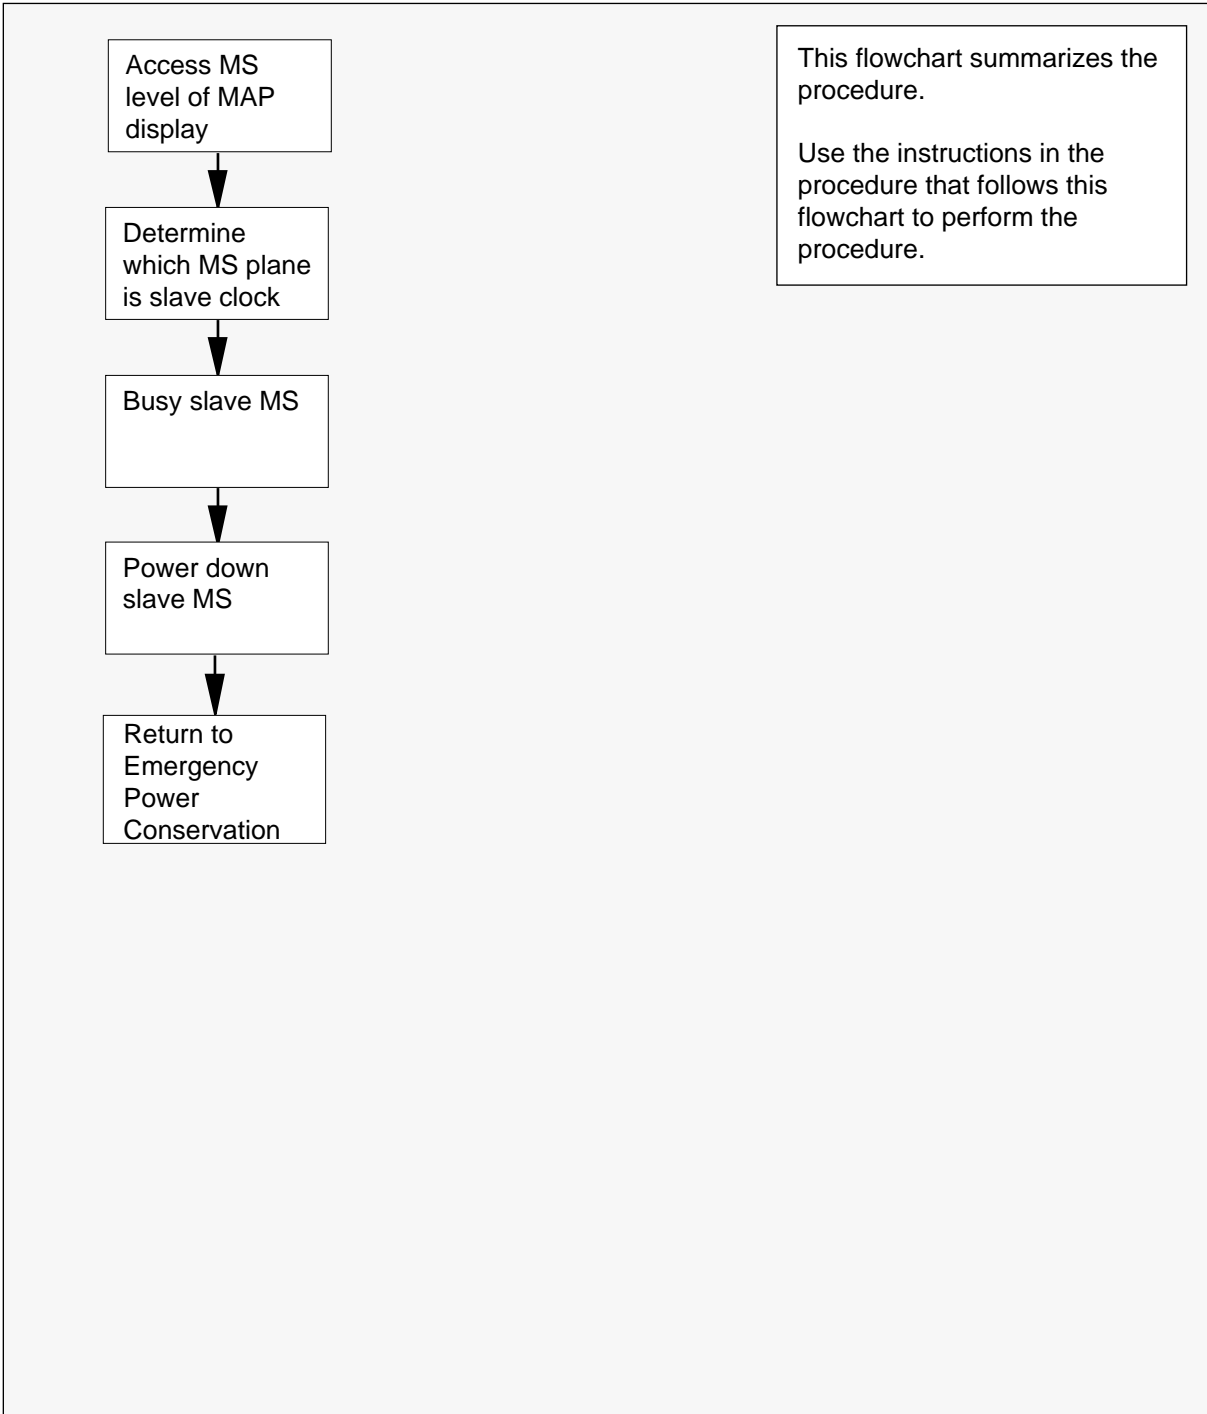 Access MS
level of MAP
display
Determine
which MS plane
is slave clock
Busy slave MS
Power down
slave MS
Return to
Emergency
Power
Conservation
This flowchart summarizes the
procedure.
Use the instructions in the
procedure that follows this
flowchart to perform the
procedure.